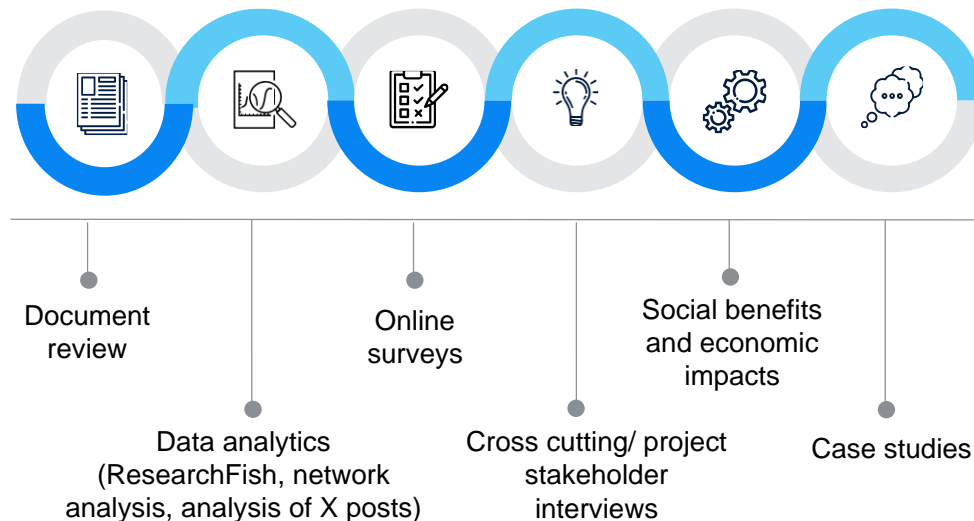 Document
review
Data analytics
(ResearchFish, network
analysis, analysis of X posts)
Online
surveys
Cross cutting/ project
stakeholder
interviews
Social benefits
and economic
impacts
Case studies